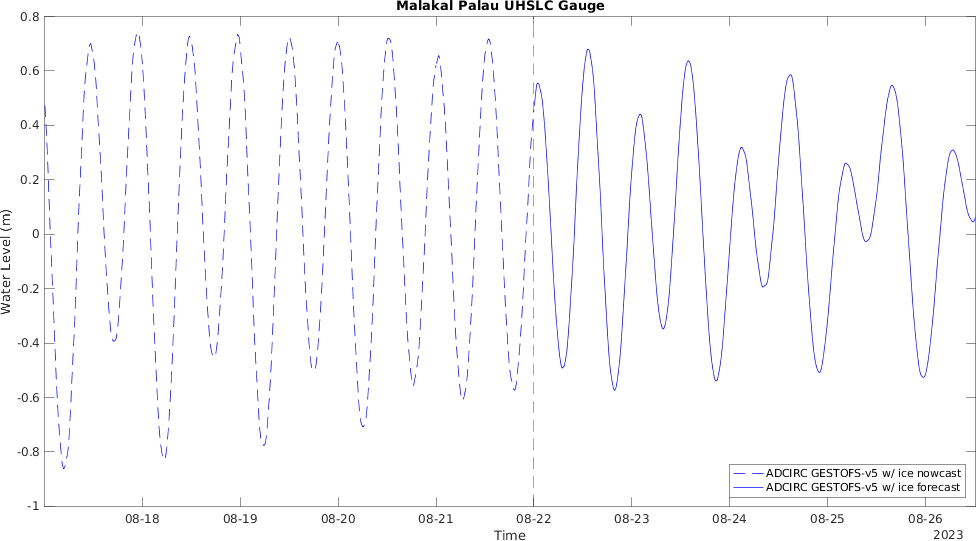 Malakal Palau UHSLC Gauge
0.8
0.6
0.4
0.2
0
-0.2
-0.4
-0.6
-0.8
-1
Water Level (m)
ADCIRC GESTOFS-v5 w/ ice nowcast
ADCIRC GESTOFS-v5 w/ ice forecast
08-18 08-19 08-20 08-21 08-22 08-23 08-24 08-25 08-26
Time
2023